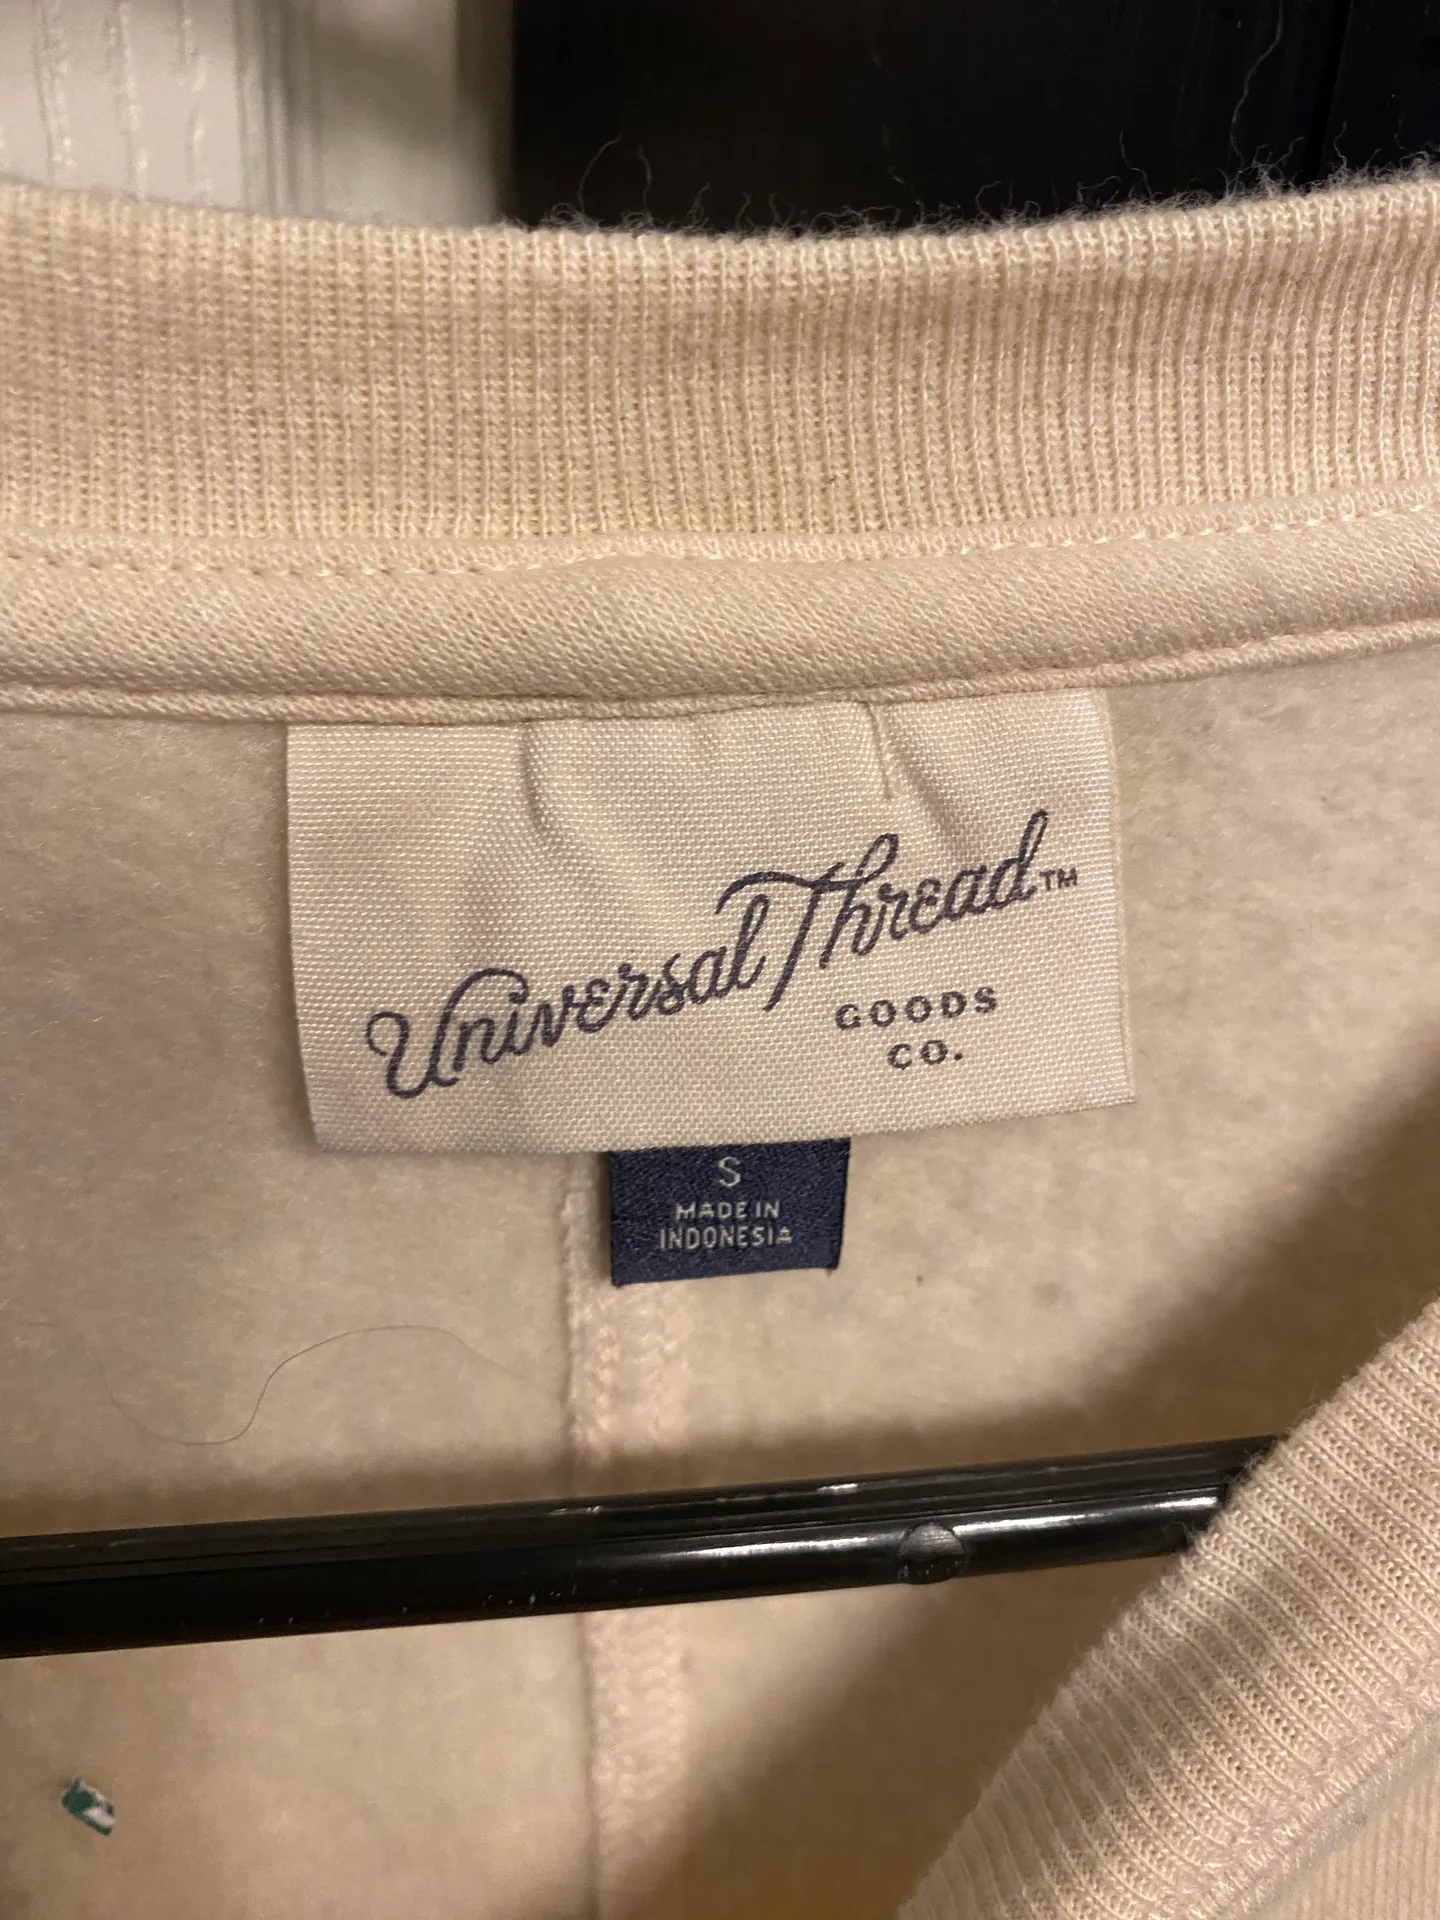 Universal Thread™
GOODS
CO.
S
MADE IN
INDONESIA